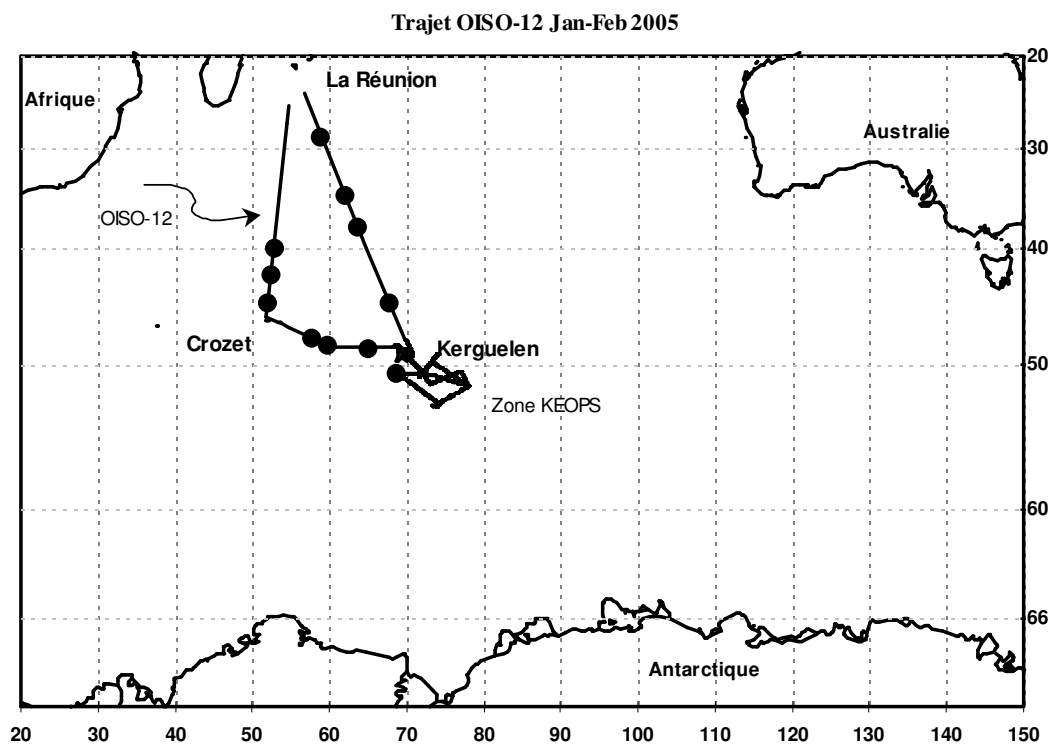 Trajet OISO-12 Jan-Feb 2005
20
La Réunion
Afrique
Australie
30
OISO-12
40
Crozet
Kerguelen
50
Zone KEOPS
60
66
Antarctique
20 30 40 50 60 70 80 90 100 110 120 130 140 150